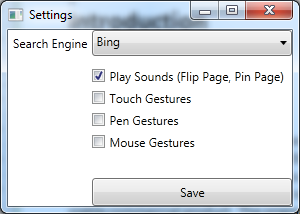 Settings
Search Engine Bing
Play Sounds (Flip Page, Pin Page)
Touch Gestures
Pen Gestures
Mouse Gestures
Save